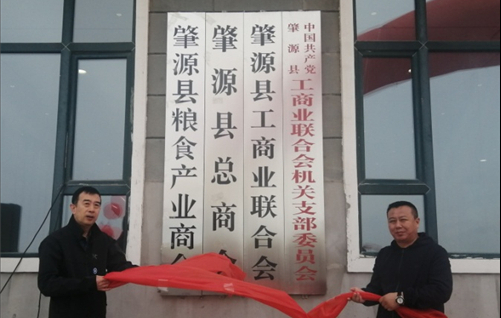 中国共产党
肇源县
工商业联合会机关支部委员会
肇源县工商业联合会
肇源县总商会
肇源县粮食产业商会